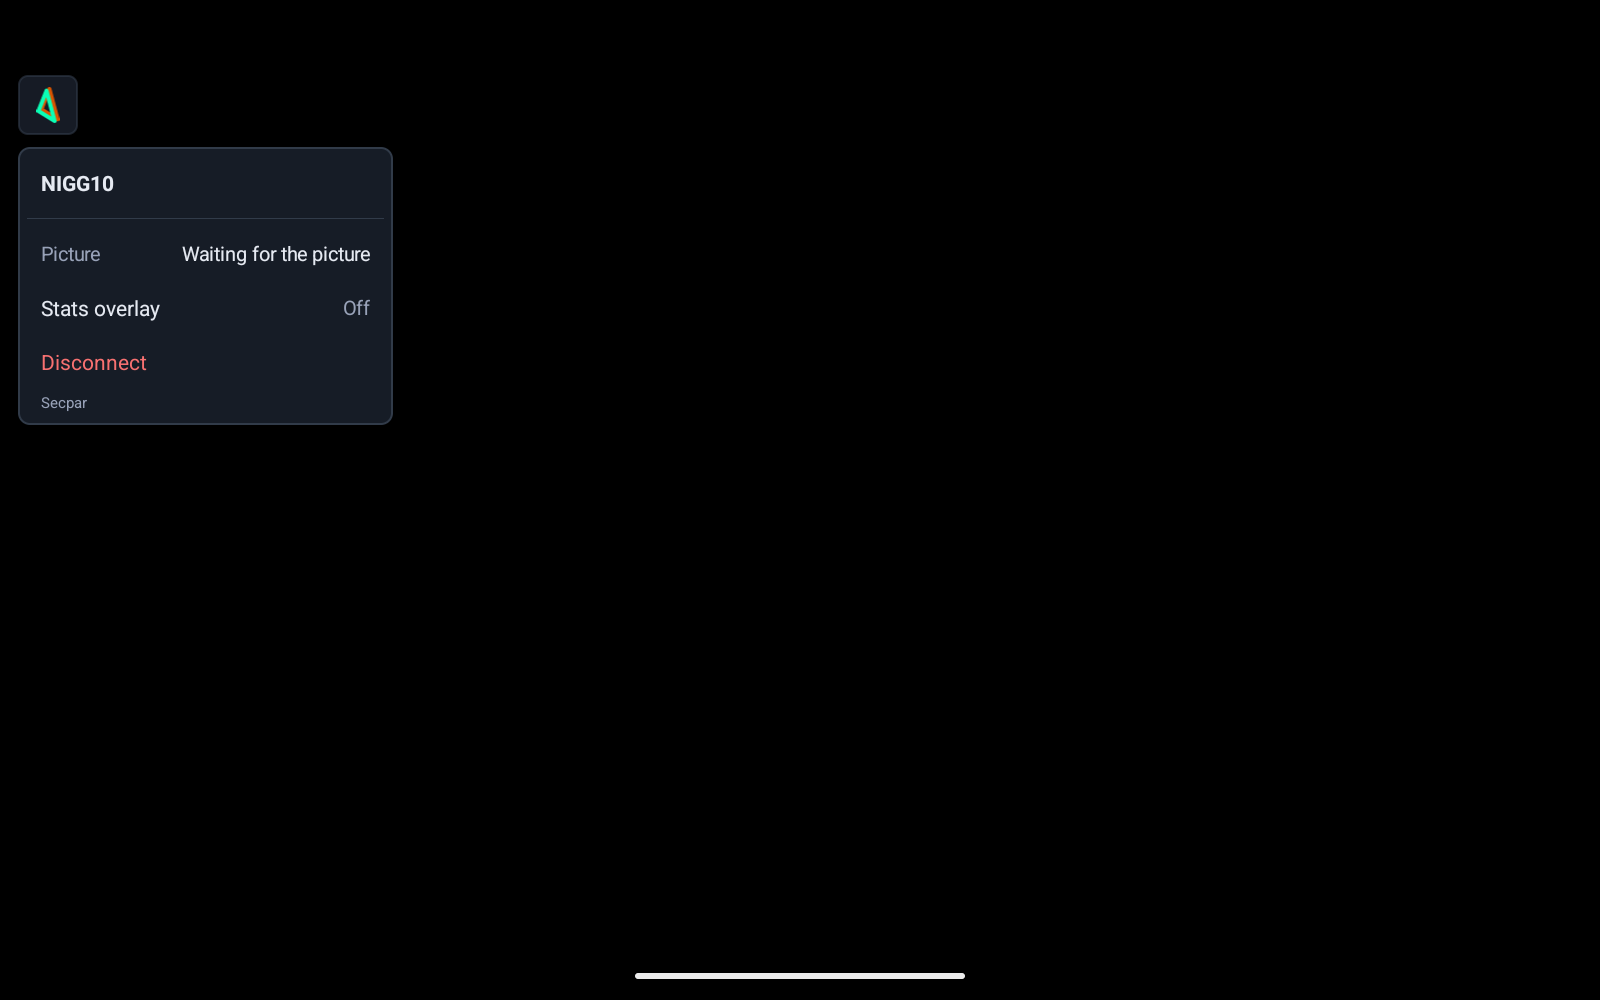 NIGG10
Picture Waiting for the picture
Stats overlay Off
Disconnect
Secpar